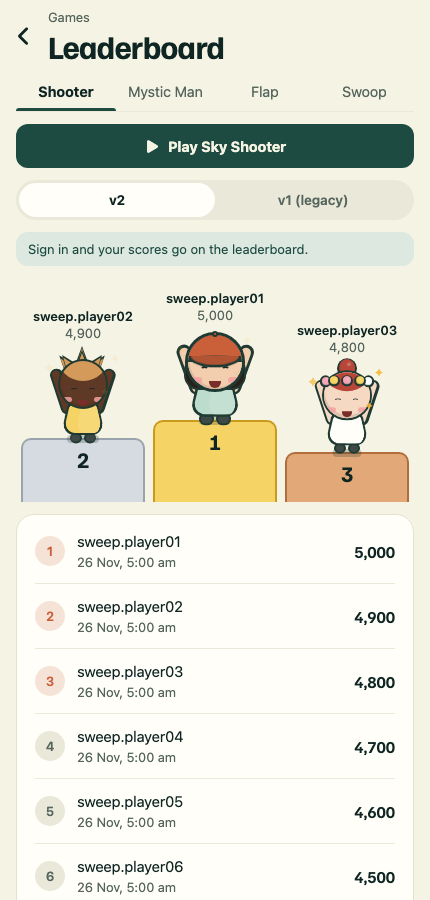 Games
Leaderboard
Shooter
Mystic Man
Flap
Swoop
Play Sky Shooter
v2
v1 (legacy)
Sign in and your scores go on the leaderboard.
sweep.player01
5,000
sweep.player02
4,900
sweep.player03
4,800
2
1
3
1
sweep.player01
26 Nov, 5:00 am
5,000
2
sweep.player02
26 Nov, 5:00 am
4,900
3
sweep.player03
26 Nov, 5:00 am
4,800
4
sweep.player04
26 Nov, 5:00 am
4,700
5
sweep.player05
26 Nov, 5:00 am
4,600
6
sweep.player06
26 Nov, 5:00 am
4,500